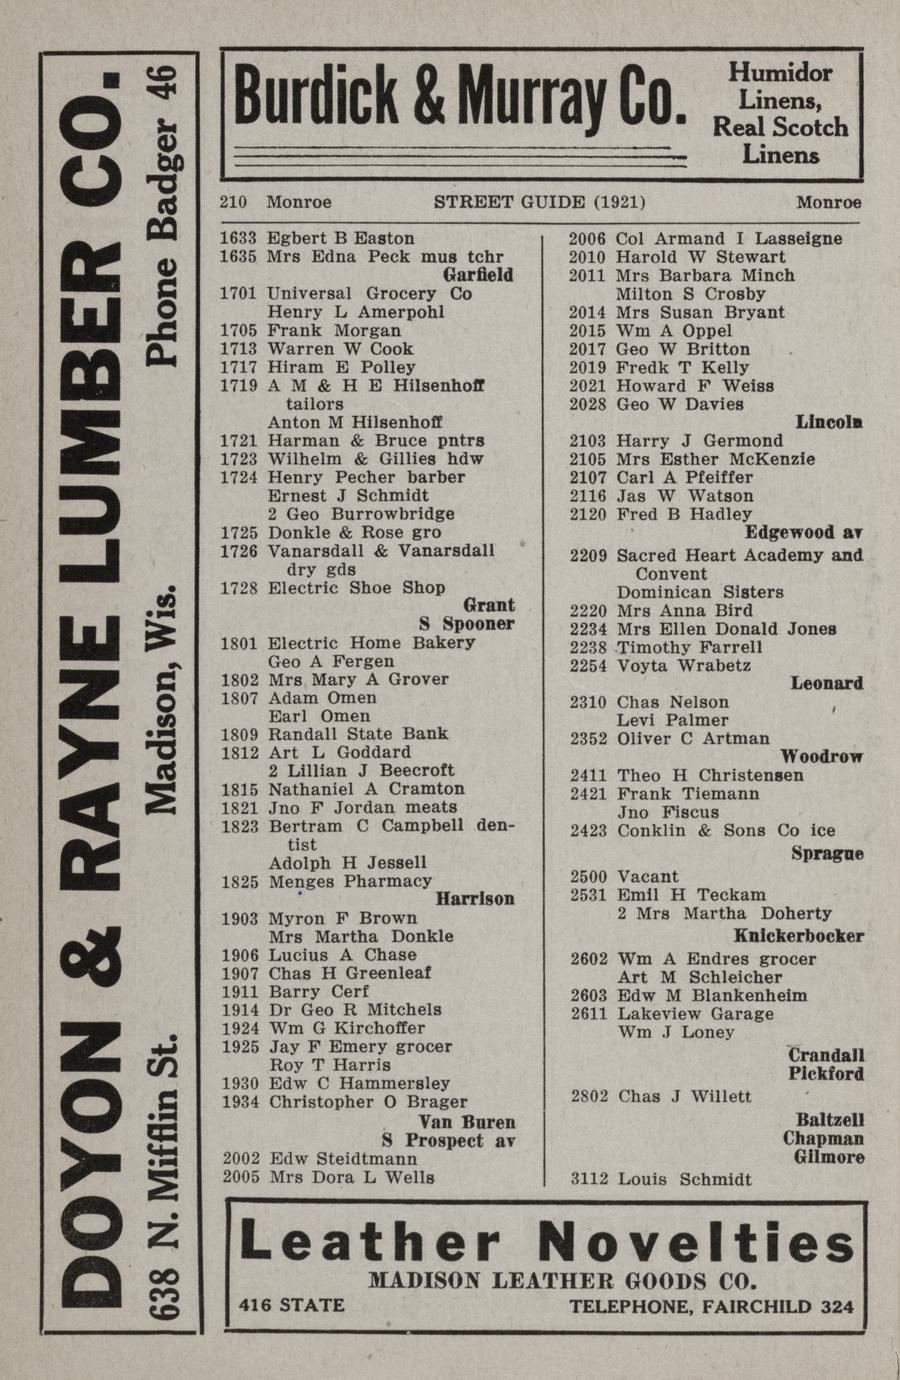 DOYON & RAYNE LUMBER CO.
638 N. Mifflin St. Madison, Wis. Phone Badger 46
Burdick & Murray Co.
Humidor
Linens,
Real Scotch
Linens
210 Monroe STREET GUIDE (1921) Monroe
1633 Egbert B Easton
1635 Mrs Edna Peck mus tchr
Garfield
1701 Universal Grocery Co
Henry L Amerpohl
1705 Frank Morgan
1713 Warren W Cook
1717 Hiram E Polley
1719 A M & H E Hilsenhoff
tailors
Anton M Hilsenhoff
1721 Harman & Bruce pntrs
1723 Wilhelm & Gillies hdw
1724 Henry Pecher barber
Ernest J Schmidt
2 Geo Burrowbridge
1725 Donkle & Rose gro
1726 Vanarsdall & Vanarsdall
dry gds
1728 Electric Shoe Shop
Grant
S Spooner
1801 Electric Home Bakery
Geo A Fergen
1802 Mrs Mary A Grover
1807 Adam Omen
Earl Omen
1809 Randall State Bank
1812 Art L Goddard
2 Lillian J Beecroft
1815 Nathaniel A Cramton
1821 Jno F Jordan meats
1823 Bertram C Campbell den-
tist
Adolph H Jessell
1825 Menges Pharmacy
Harrison
1903 Myron F Brown
Mrs Martha Donkle
1906 Lucius A Chase
1907 Chas H Greenleaf
1911 Barry Cerf
1914 Dr Geo R Mitchels
1924 Wm G Kirchoffer
1925 Jay F Emery grocer
Roy T Harris
1930 Edw C Hammersley
1934 Christopher O Brager
Van Buren
S Prospect av
2002 Edw Steidtmann
2005 Mrs Dora L Wells
2006 Col Armand I Lasseigne
2010 Harold W Stewart
2011 Mrs Barbara Minch
Milton S Crosby
2014 Mrs Susan Bryant
2015 Wm A Oppel
2017 Geo W Britton
2019 Fredk T Kelly
2021 Howard F Weiss
2028 Geo W Davies
Lincoln
2103 Harry J Germond
2105 Mrs Esther McKenzie
2107 Carl A Pfeiffer
2116 Jas W Watson
2120 Fred B Hadley
Edgewood av
2209 Sacred Heart Academy and
Convent
Dominican Sisters
2220 Mrs Anna Bird
2234 Mrs Ellen Donald Jones
2238 Timothy Farrell
2254 Voyta Wrabetz
Leonard
2310 Chas Nelson
Levi Palmer
2352 Oliver C Artman
Woodrow
2411 Theo H Christensen
2421 Frank Tiemann
Jno Fiscus
2423 Conklin & Sons Co ice
Sprague
2500 Vacant
2531 Emil H Teckam
2 Mrs Martha Doherty
Knickerbocker
2602 Wm A Endres grocer
Art M Schleicher
2603 Edw M Blankenheim
2611 Lakeview Garage
Wm J Loney
Crandall
Pickford
2802 Chas J Willett
Baltzell
Chapman
Gilmore
3112 Louis Schmidt
Leather Novelties
MADISON LEATHER GOODS CO.
416 STATE TELEPHONE, FAIRCHILD 324